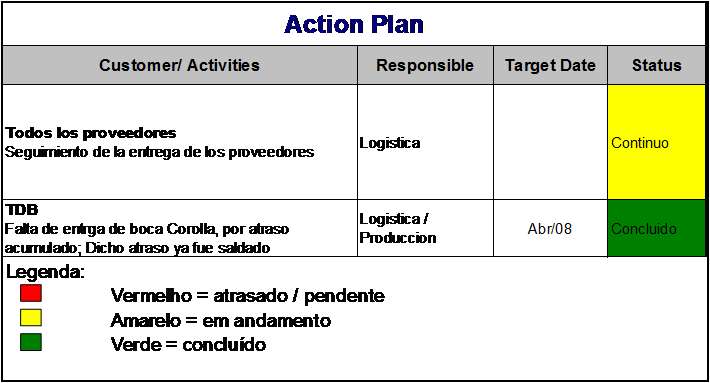 Action Plan
Customer/ Activities Responsible Target Date Status
Todos los proveedores
Seguimiento de la entrega de los proveedores
Logistica
Continuo
TDB
Falta de entrga de boca Corolla, por atraso
acumulado; Dicho atraso ya fue saldado
Logistica /
Produccion
Abr/08
Concluido
Legenda:
Vermelho = atrasado / pendente
Amarelo = em andamento
Verde = concluído